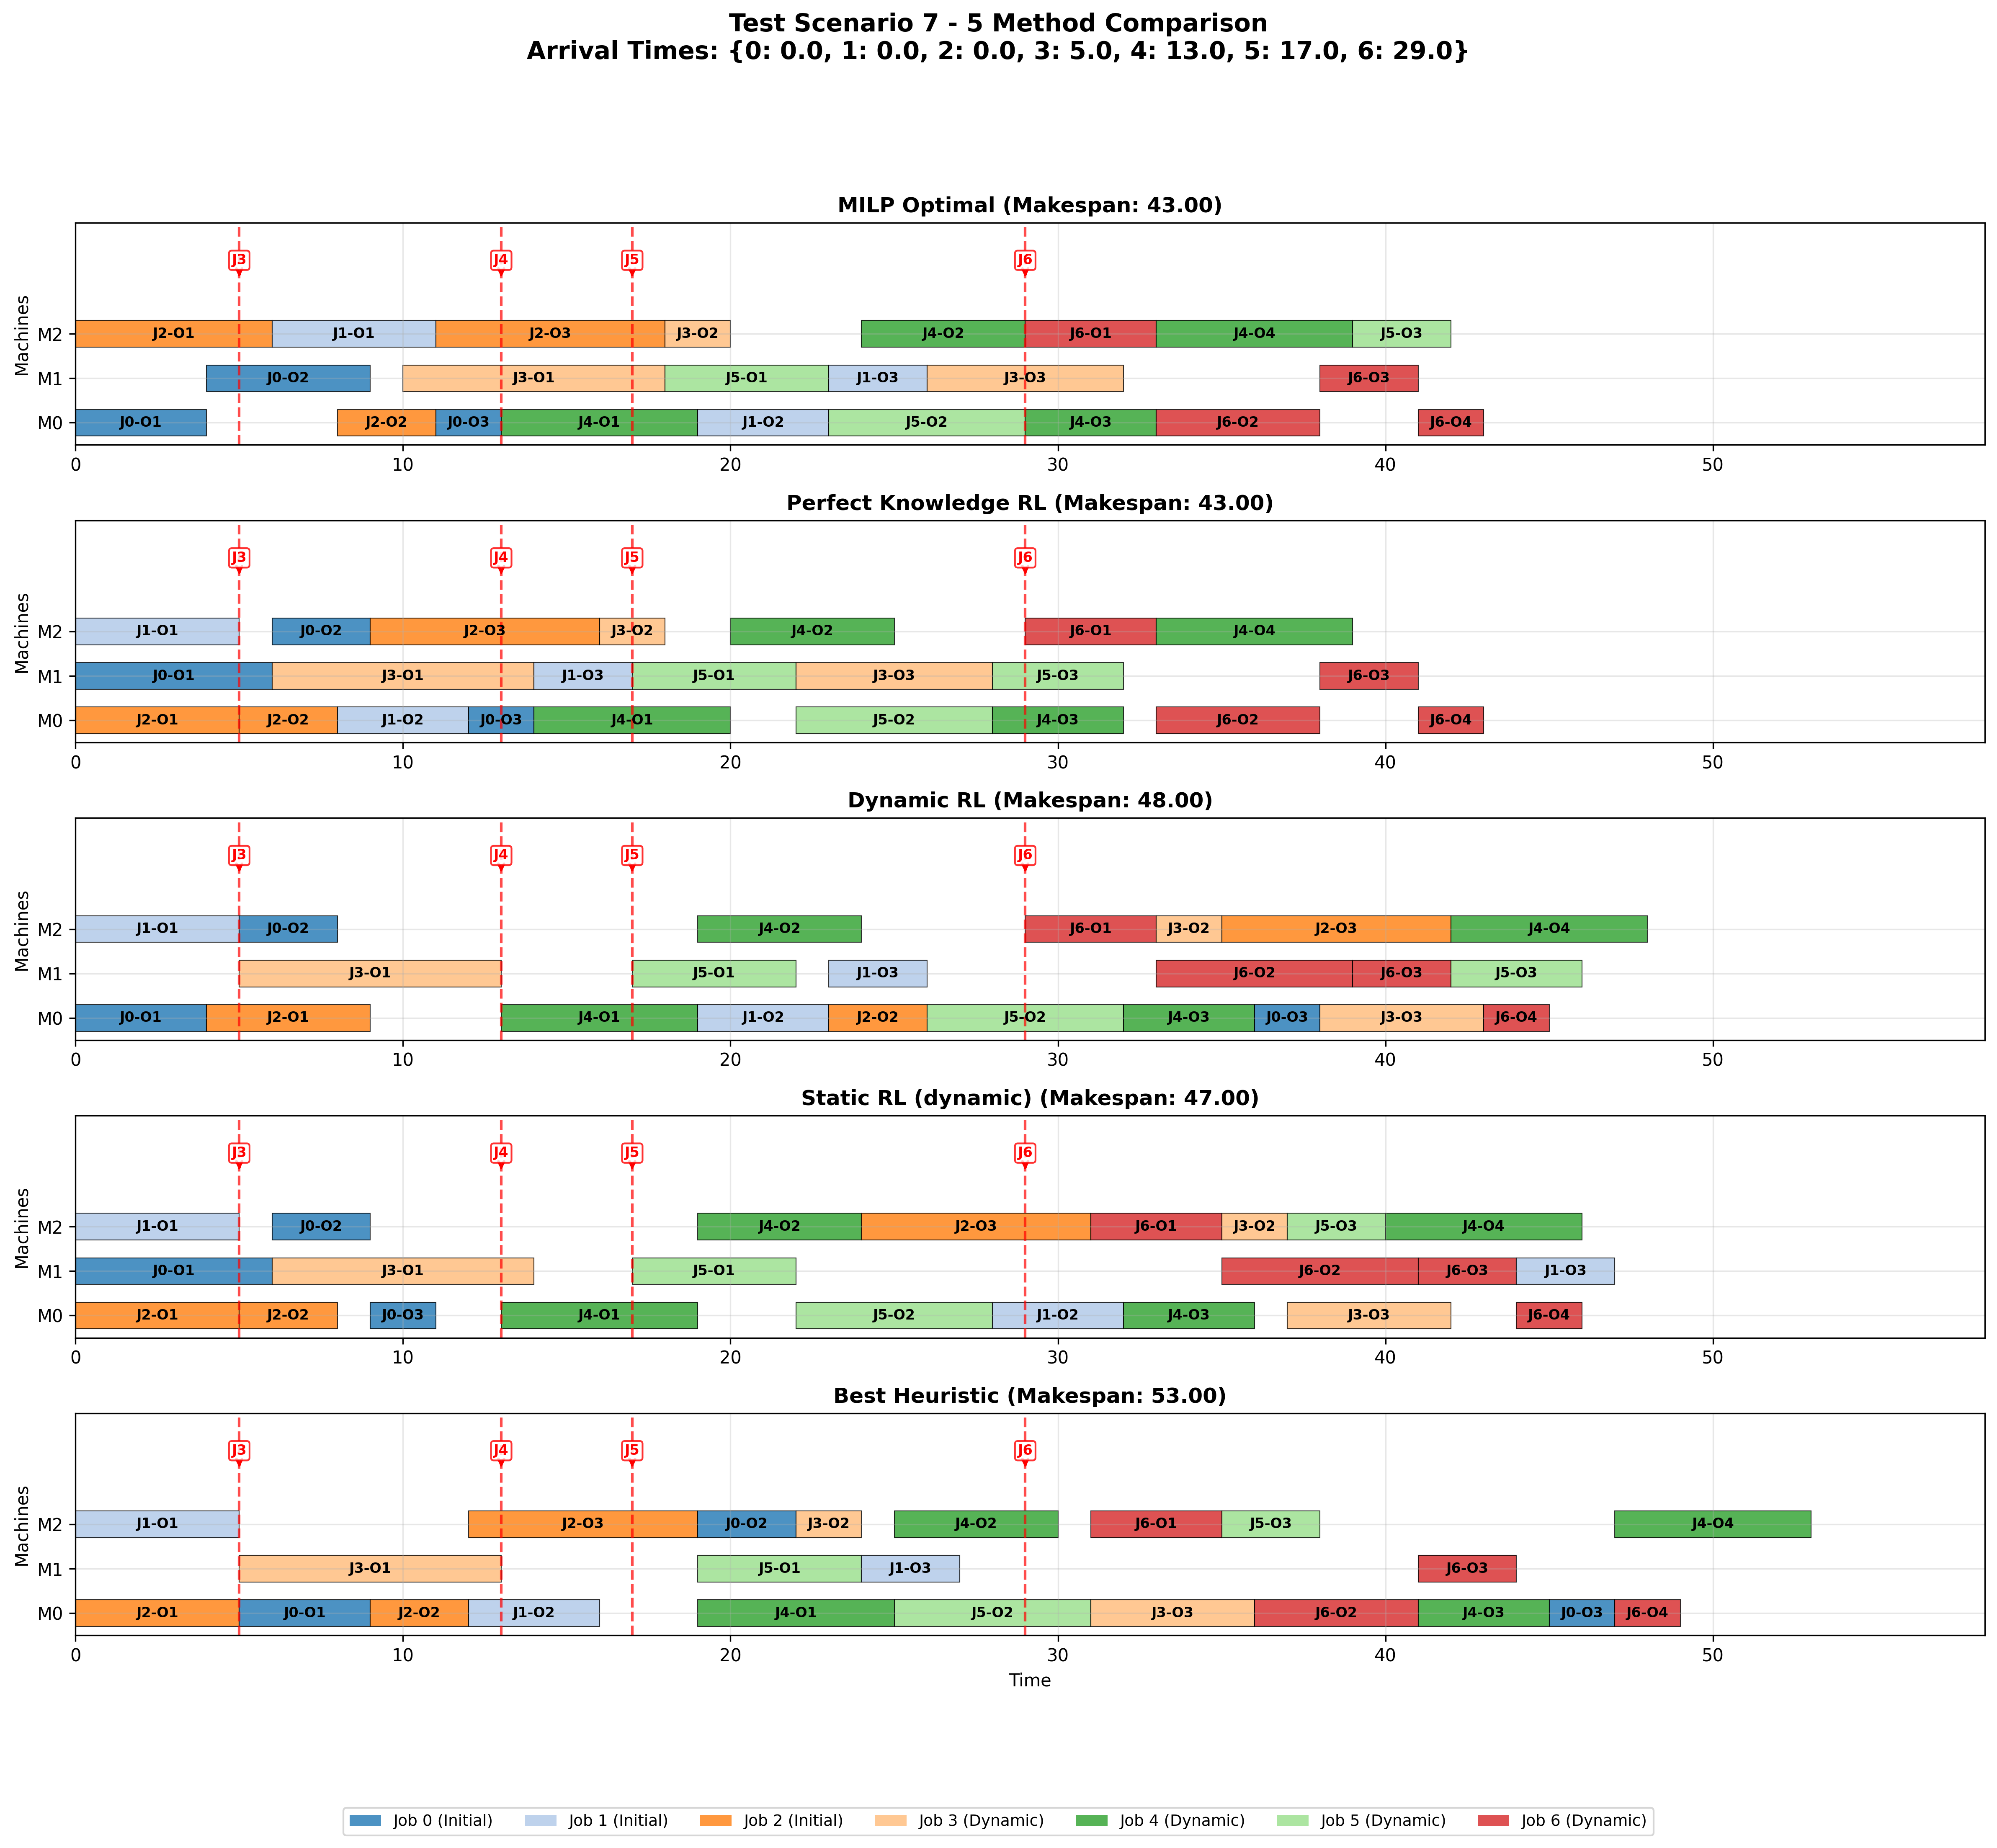 Test Scenario 7 - 5 Method Comparison
Arrival Times: {0: 0.0, 1: 0.0, 2: 0.0, 3: 5.0, 4: 13.0, 5: 17.0, 6: 29.0}
MILP Optimal (Makespan: 43.00)
J3 J4 J5 J6
Machines
M2 J2-O1 J1-O1 J2-O3 J3-O2 J4-O2 J6-O1 J4-O4 J5-O3
M1 J0-O2 J3-O1 J5-O1 J1-O3 J3-O3 J6-O3
M0 J0-O1 J2-O2 J0-O3 J4-O1 J1-O2 J5-O2 J4-O3 J6-O2 J6-O4
0 10 20 30 40 50
Perfect Knowledge RL (Makespan: 43.00)
J3 J4 J5 J6
Machines
M2 J1-O1 J0-O2 J2-O3 J3-O2 J4-O2 J6-O1 J4-O4
M1 J0-O1 J3-O1 J1-O3 J5-O1 J3-O3 J5-O3 J6-O3
M0 J2-O1 J2-O2 J1-O2 J0-O3 J4-O1 J5-O2 J4-O3 J6-O2 J6-O4
0 10 20 30 40 50
Dynamic RL (Makespan: 48.00)
J3 J4 J5 J6
Machines
M2 J1-O1 J0-O2 J4-O2 J6-O1 J3-O2 J2-O3 J4-O4
M1 J3-O1 J5-O1 J1-O3 J6-O2 J6-O3 J5-O3
M0 J0-O1 J2-O1 J4-O1 J1-O2 J2-O2 J5-O2 J4-O3 J0-O3 J3-O3 J6-O4
0 10 20 30 40 50
Static RL (dynamic) (Makespan: 47.00)
J3 J4 J5 J6
Machines
M2 J1-O1 J0-O2 J4-O2 J2-O3 J6-O1 J3-O2 J5-O3 J4-O4
M1 J0-O1 J3-O1 J5-O1 J6-O2 J6-O3 J1-O3
M0 J2-O1 J2-O2 J0-O3 J4-O1 J5-O2 J1-O2 J4-O3 J3-O3 J6-O4
0 10 20 30 40 50
Best Heuristic (Makespan: 53.00)
J3 J4 J5 J6
Machines
M2 J1-O1 J2-O3 J0-O2 J3-O2 J4-O2 J6-O1 J5-O3 J4-O4
M1 J3-O1 J5-O1 J1-O3 J6-O3
M0 J2-O1 J0-O1 J2-O2 J1-O2 J4-O1 J5-O2 J3-O3 J6-O2 J4-O3 J0-O3 J6-O4
0 10 20 30 40 50
Time
Job 0 (Initial) Job 1 (Initial) Job 2 (Initial) Job 3 (Dynamic) Job 4 (Dynamic) Job 5 (Dynamic) Job 6 (Dynamic)